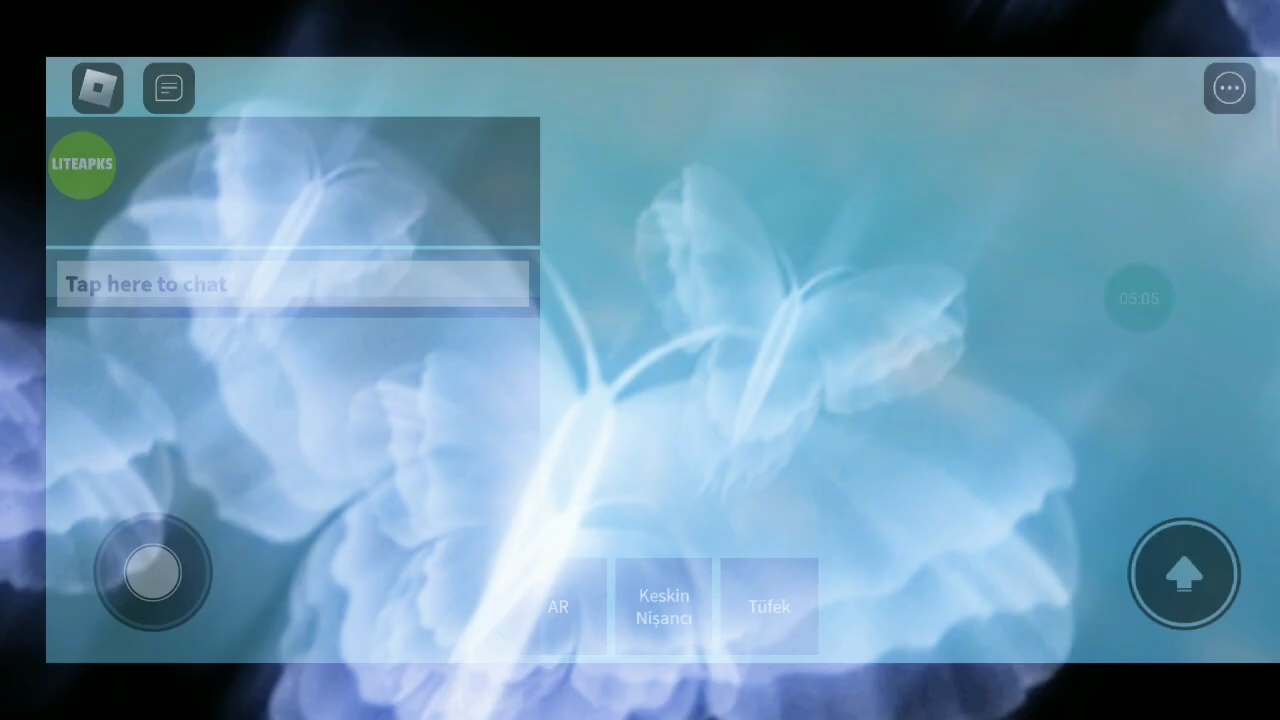 LITEAPKS
Tap here to chat
05:05
AR
Keskin
Nişancı
Tüfek